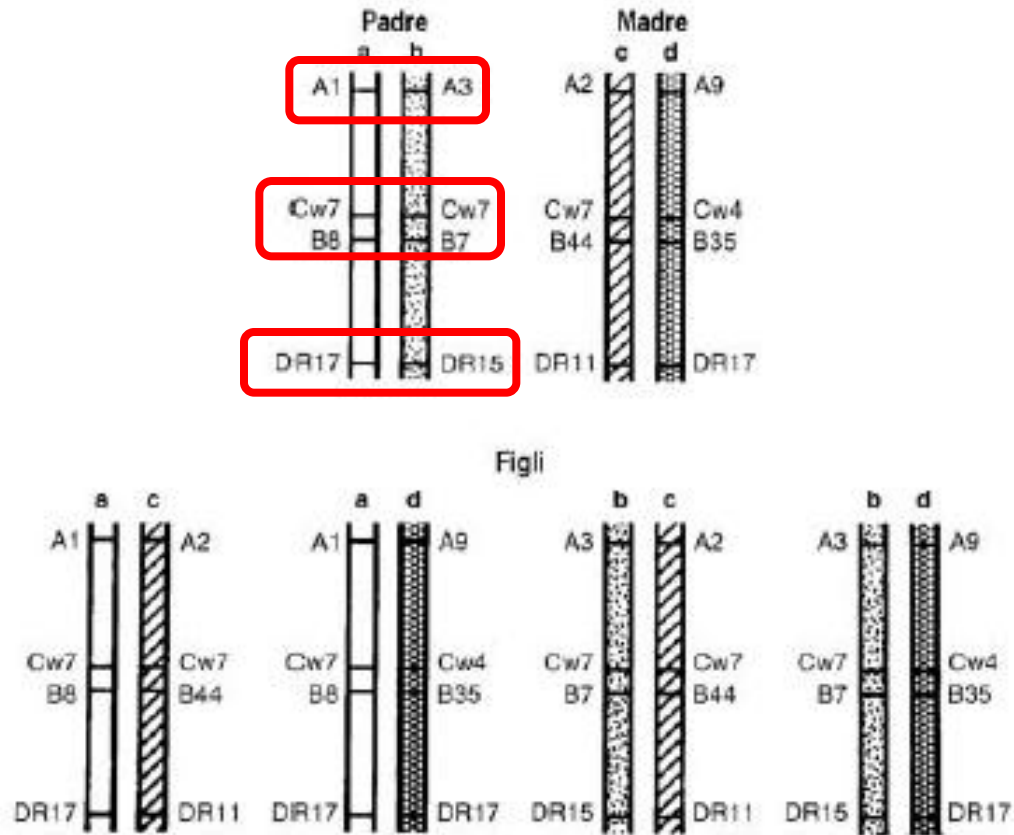 Padre Madre
a b c d
A1 A3 A2 A9
Cw7 Cw7 Cw7 Cw4
B8 B7 B44 B35
DR17 DR15 DR11 DR17
Figli
a c a d b c b d
A1 A2 A1 A9 A3 A2 A3 A9
Cw7 Cw7 Cw7 Cw4 Cw7 Cw7 Cw7 Cw4
B8 B44 B8 B35 B7 B44 B7 B35
DR17 DR11 DR17 DR17 DR15 DR11 DR15 DR17